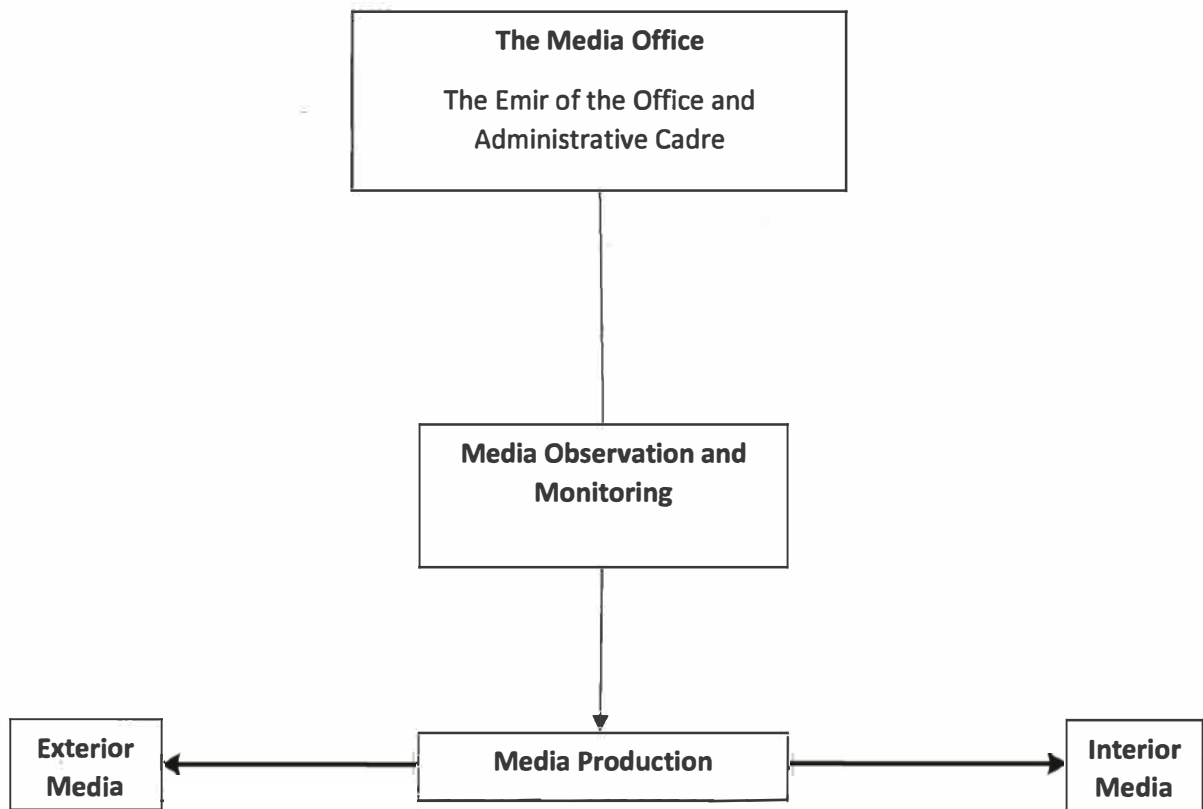 The Media Office
The Emir of the Office and
Administrative Cadre
Media Observation and
Monitoring
Exterior
Media
Media Production
Interior
Media